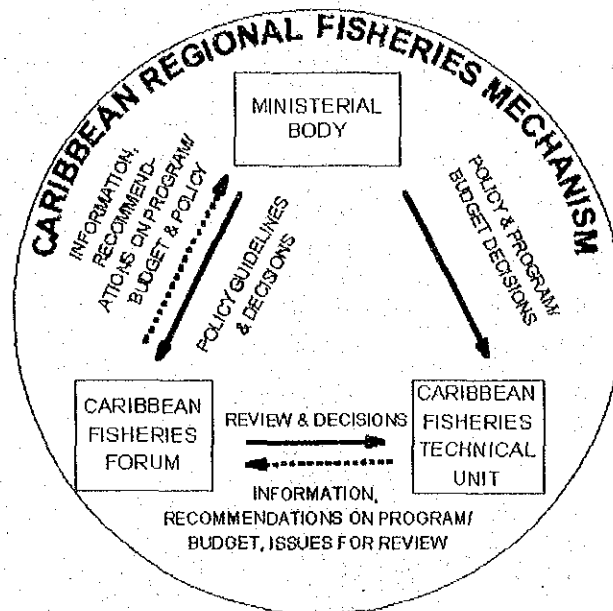 CARIBBEAN REGIONAL FISHERIES MECHANISM
MINISTERIAL
BODY
INFORMATION,
RECOMMEND-
ATIONS ON PROGRAM/
BUDGET & POLICY
POLICY GUIDELINES
& DECISIONS
POLICY & PROGRAM/
BUDGET DECISIONS
CARIBBEAN
FISHERIES
FORUM
REVIEW & DECISIONS
CARIBBEAN
FISHERIES
TECHNICAL
UNIT
INFORMATION,
RECOMMENDATIONS ON PROGRAM/
BUDGET, ISSUES FOR REVIEW